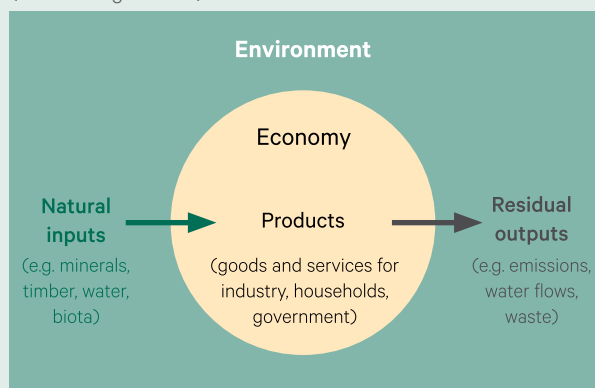 Environment
Economy
Natural
inputs
(e.g. minerals,
timber, water,
biota)
Products
(goods and services for
industry, households,
government)
Residual
outputs
(e.g. emissions,
water flows,
waste)